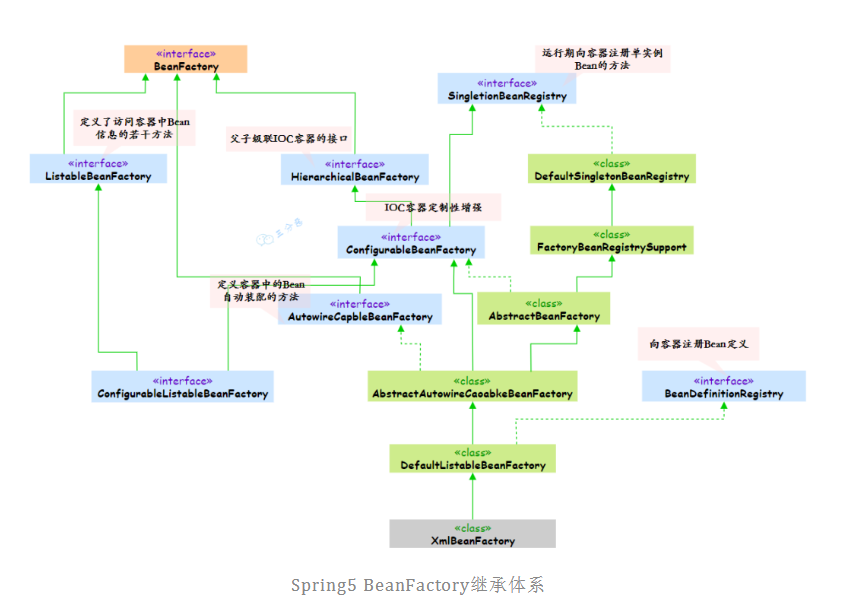 «interface»
BeanFactory
运行期向容器注册单实例
Bean的方法
«interface»
SingletionBeanRegistry
定义了访问容器中Bean
信息的若干方法
父子级联IOC容器的接口
«interface»
ListableBeanFactory
«interface»
HierarchicalBeanFactory
«class»
DefaultSingletonBeanRegistry
IOC容器定制性增强
«interface»
ConfigurableBeanFactory
«class»
FactoryBeanRegistrySupport
定义容器中的Bean
自动装配的方法
«interface»
AutowireCapbleBeanFactory
«class»
AbstractBeanFactory
向容器注册Bean定义
«interface»
ConfigurableListableBeanFactory
«class»
AbstractAutowireCaoabkeBeanFactory
«interface»
BeanDefinitionRegistry
«class»
DefaultListableBeanFactory
«class»
XmlBeanFactory
Spring5 BeanFactory继承体系